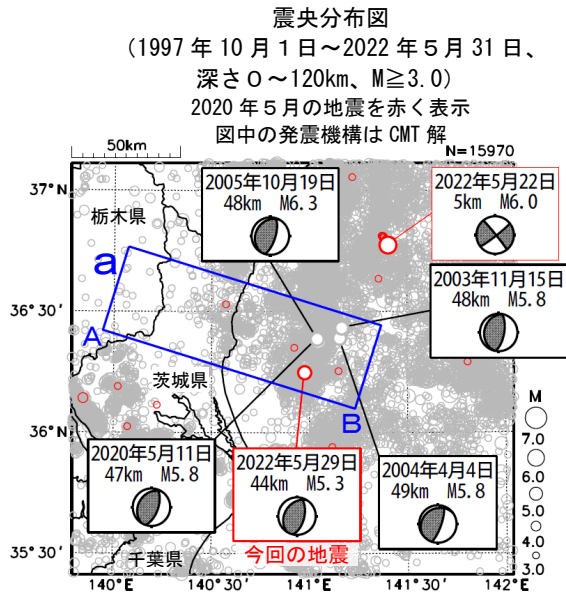 震央分布図
(1997年10月1日~2022年5月31日、
深さ0~120km、M≧3.0)
2020年5月の地震を赤く表示
図中の発震機構はCMT解
50km
N=15970
37°N
36°30′
36°N
35°30′
140°E
140°30′
141°E
141°30′
142°E
栃木県
茨城県
千葉県
a
A
B
2005年10月19日
48km M6.3
2022年5月22日
5km M6.0
2003年11月15日
48km M5.8
2020年5月11日
47km M5.8
2022年5月29日
44km M5.3
今回の地震
2004年4月4日
49km M5.8
M
7.0
6.0
5.0
4.0
3.0